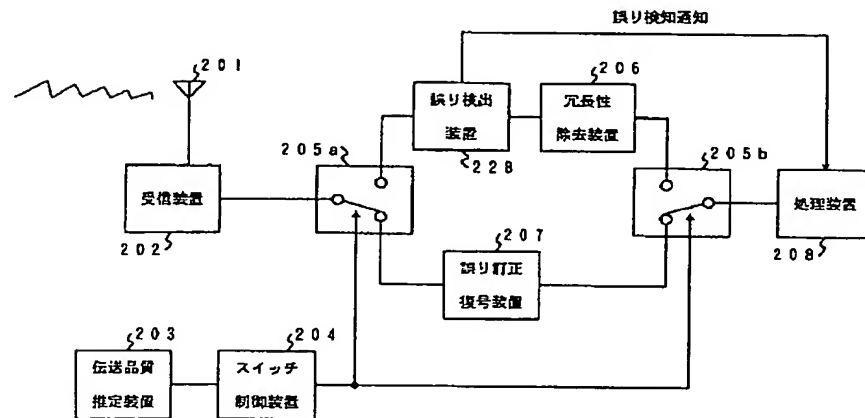 誤り検知通知
201
206
誤り検出
装置
冗長性
除去装置
205a
228
205b
受信装置
処理装置
202
207
208
誤り訂正
復号装置
203
204
伝送品質
推定装置
スイッチ
制御装置